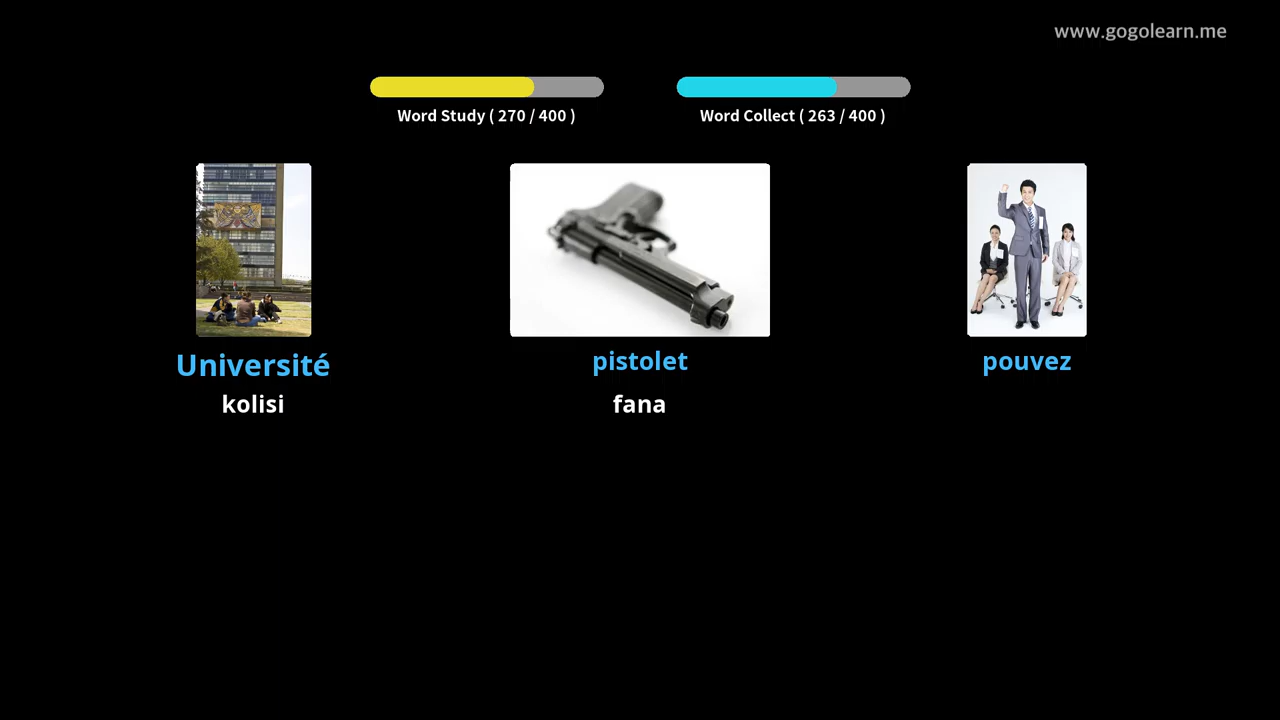 www.gogolearn.me
Word Study ( 270 / 400 )
Word Collect ( 263 / 400 )
Université
pistolet
pouvez
kolisi
fana